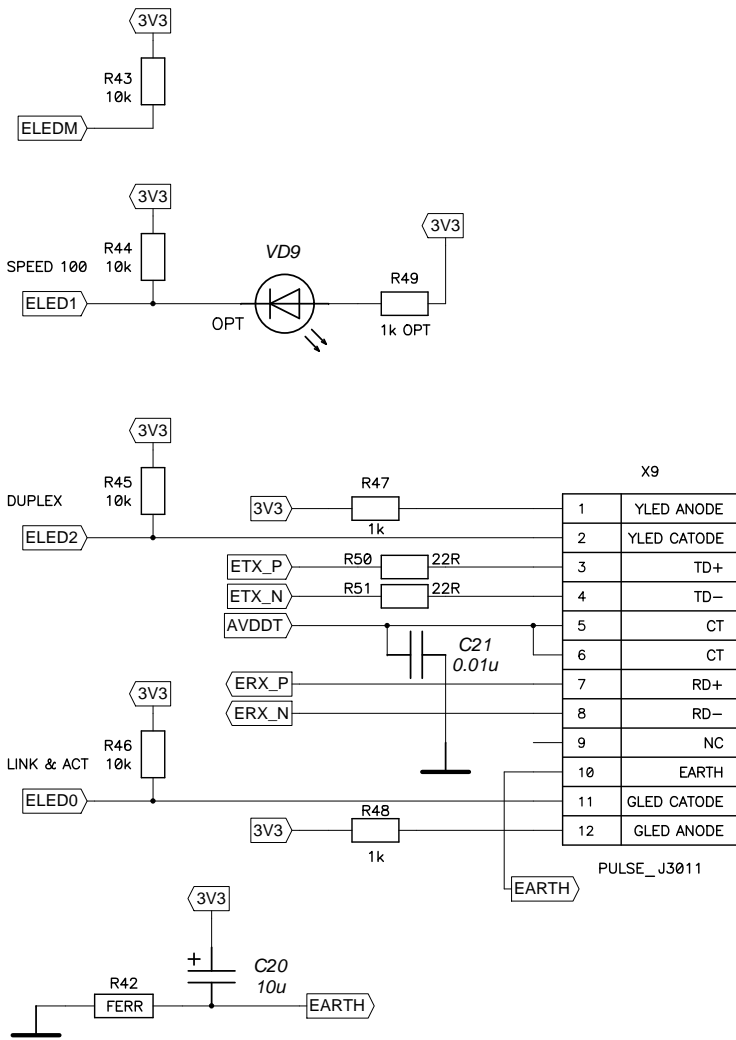 3V3
R43
10k
ELEDM
3V3
R44
10k
SPEED 100
ELED1
VD9
OPT
3V3
R49
1k OPT
3V3
R45
10k
DUPLEX
ELED2
X9
3V3
R47
1k
1 YLED ANODE
2 YLED CATODE
ETX_P
R50
22R
3 TD+
ETX_N
R51
22R
4 TD-
AVDDT
5 CT
C21
0.01u
6 CT
ERX_P
7 RD+
ERX_N
8 RD-
9 NC
3V3
R46
10k
LINK & ACT
ELED0
10 EARTH
11 GLED CATODE
3V3
R48
1k
12 GLED ANODE
PULSE_J3011
EARTH
3V3
+
C20
10u
R42
FERR
EARTH